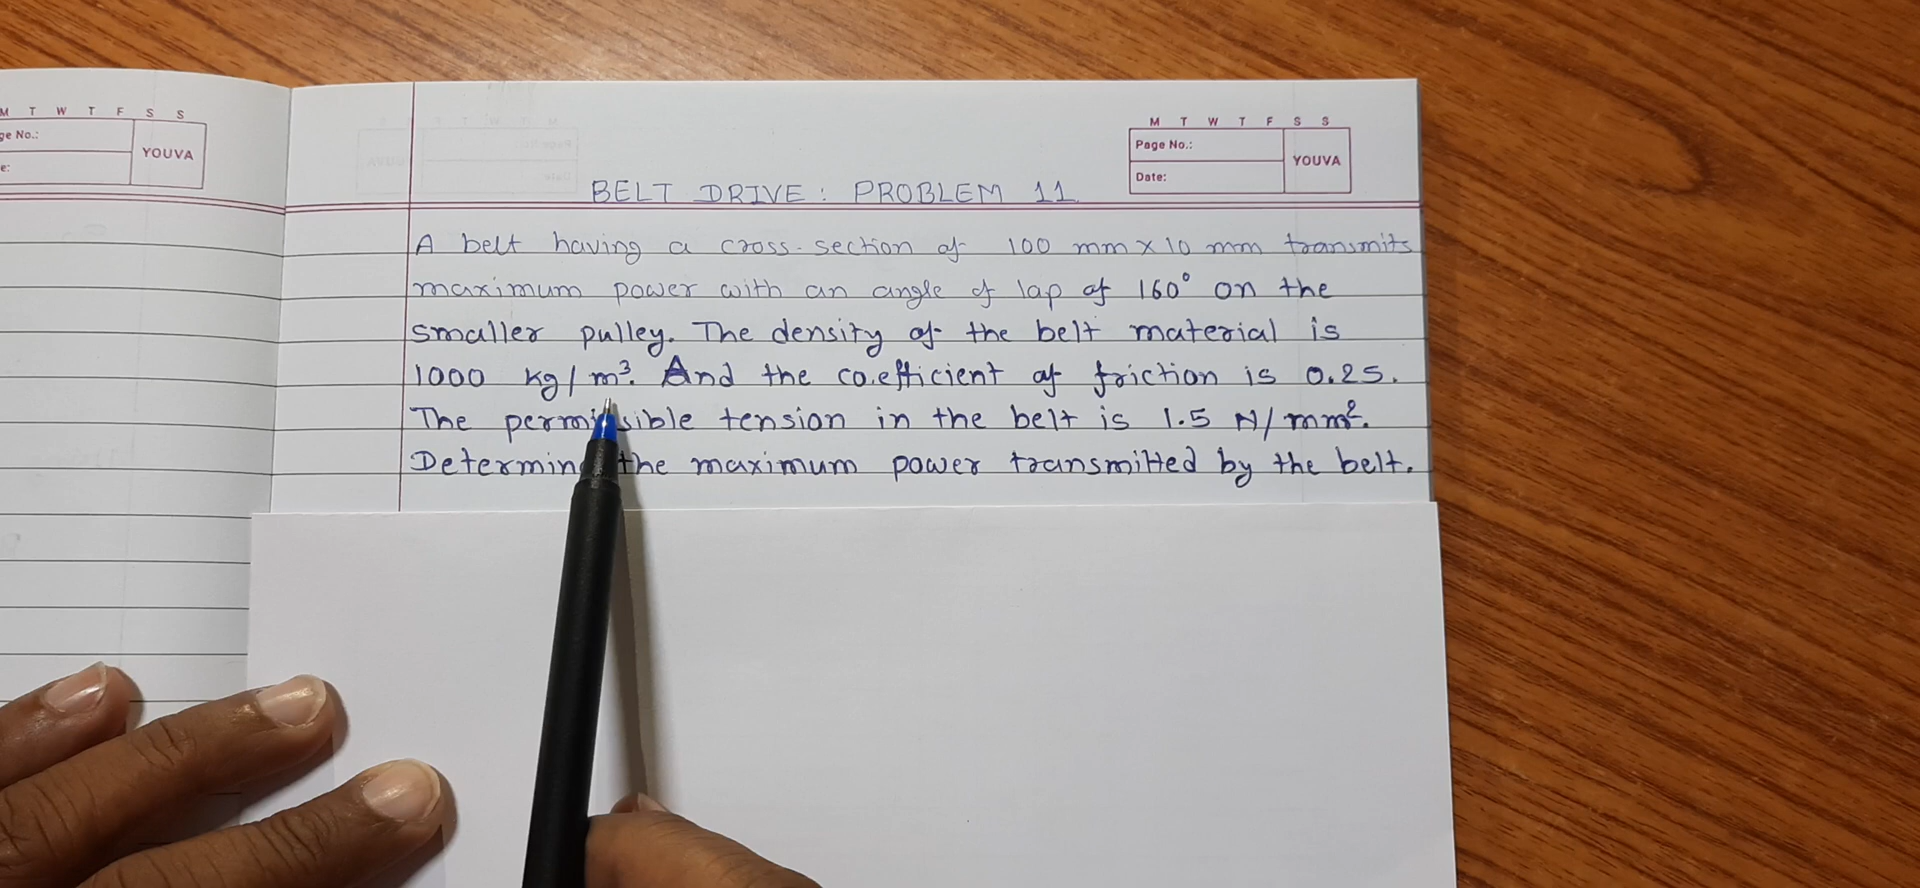 M T W T F S S
ge No.:
YOUVA
e:
M T W T F S S
Page No.:
YOUVA
Date:
BELT DRIVE : PROBLEM 11
A belt having a cross-section of 100 mm x 10 mm transmits
maximum power with an angle of lap of 160° on the
smaller pulley. The density of the belt material is
1000 kg/m³. And the co.efficient of friction is 0.25.
The permissible tension in the belt is 1.5 N/mm².
Determine the maximum power transmitted by the belt.